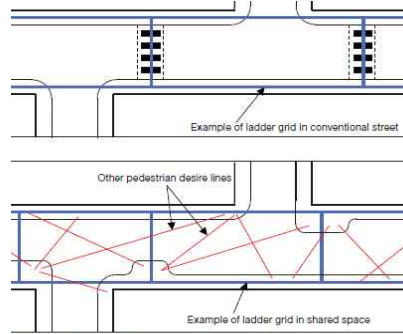 Example of ladder grid in conventional street
Other pedestrian desire lines
Example of ladder grid in shared space